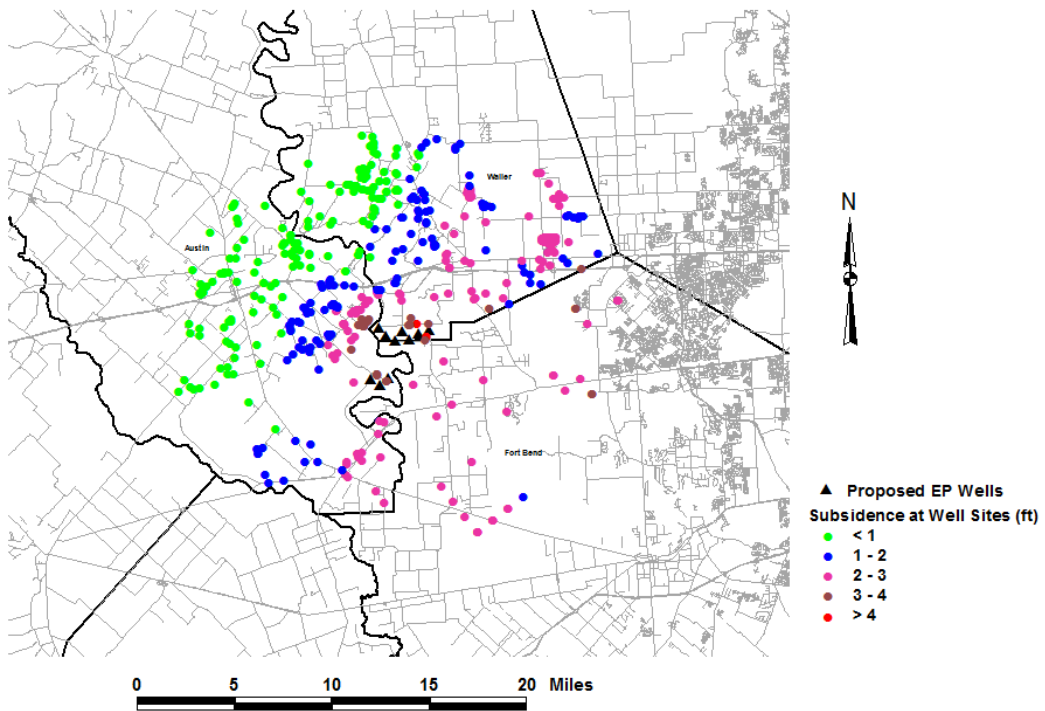 Waller
N
Austin
Fort Bend
Proposed EP Wells
Subsidence at Well Sites (ft)
< 1
1 - 2
2 - 3
3 - 4
> 4
0 5 10 15 20 Miles